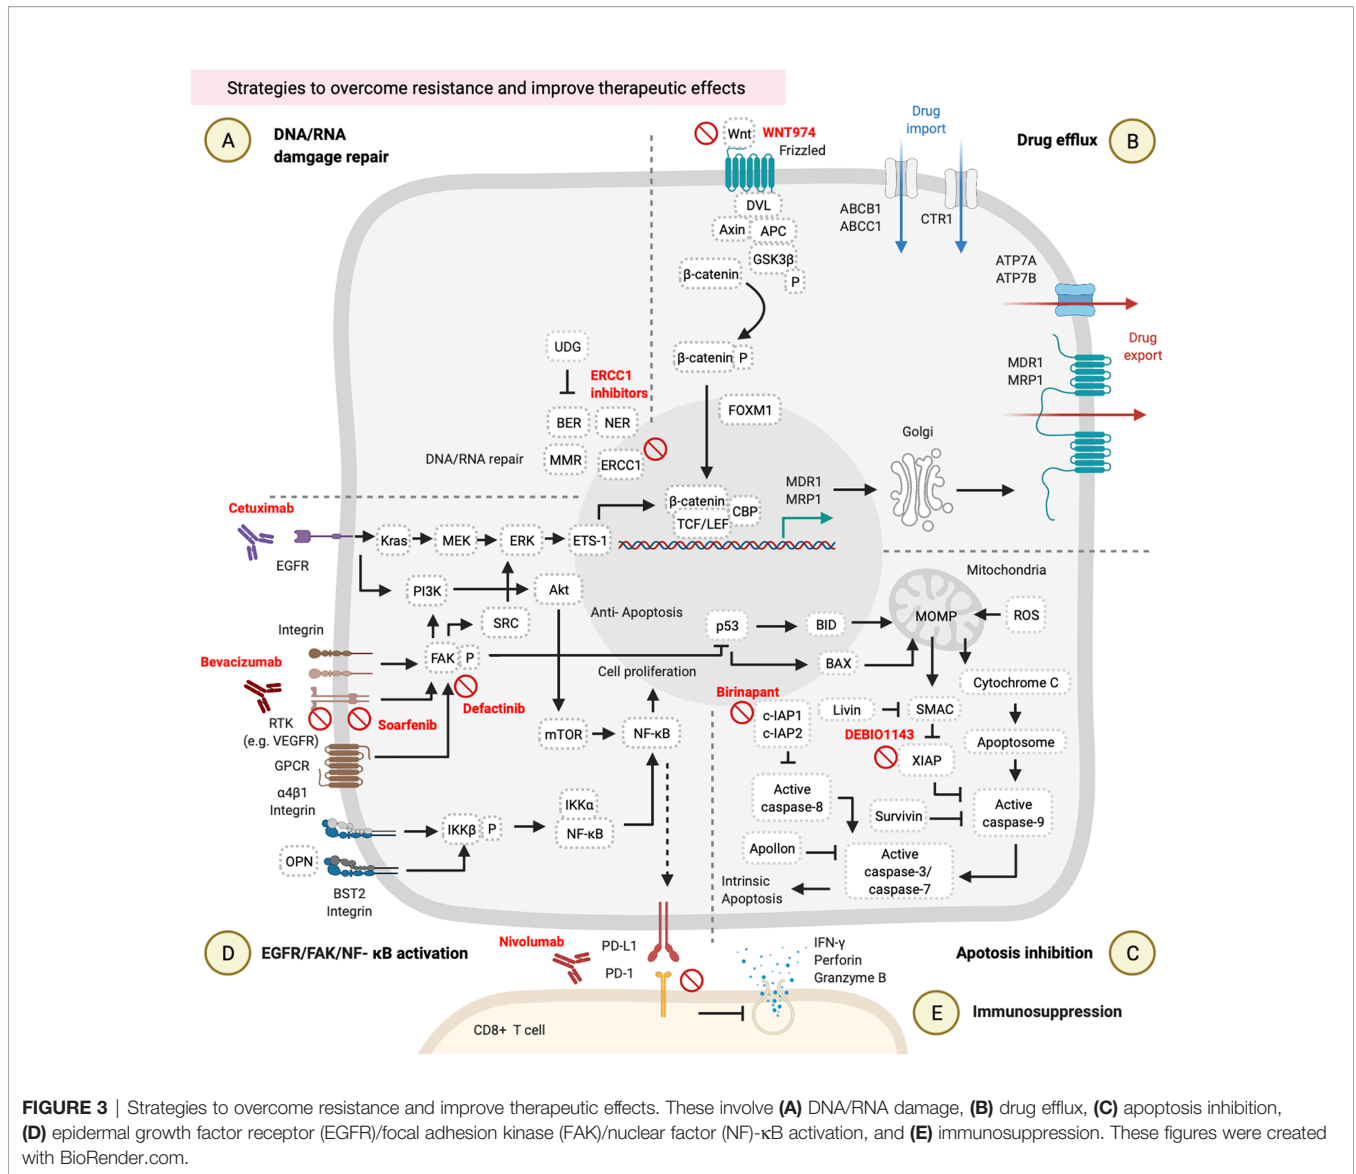 Strategies to overcome resistance and improve therapeutic effects
A
DNA/RNA
damgage repair
Wnt
WNT974
Frizzled
Drug
import
Drug efflux
B
DVL
Axin
APC
GSK3β
P
β-catenin
ABCB1
ABCC1
CTR1
ATP7A
ATP7B
Drug
export
UDG
ERCC1
inhibitors
BER
NER
MMR
ERCC1
DNA/RNA repair
β-catenin
P
FOXM1
MDR1
MRP1
Golgi
β-catenin
TCF/LEF
CBP
MDR1
MRP1
Cetuximab
EGFR
Kras
MEK
ERK
ETS-1
PI3K
Akt
SRC
Anti- Apoptosis
Integrin
FAK
P
Bevacizumab
Cell proliferation
Defactinib
RTK
(e.g. VEGFR)
Soarfenib
GPCR
mTOR
NF-κB
α4β1
Integrin
IKKα
NF-κB
IKKβ
P
OPN
BST2
Integrin
Mitochondria
p53
BID
MOMP
ROS
BAX
Cytochrome C
Birinapant
c-IAP1
c-IAP2
Livin
SMAC
DEBIO1143
XIAP
Apoptosome
Active
caspase-8
Survivin
Active
caspase-9
Apollon
Active
caspase-3/
caspase-7
Intrinsic
Apoptosis
D
EGFR/FAK/NF- κB activation
Nivolumab
PD-L1
PD-1
IFN-γ
Perforin
Granzyme B
Apotosis inhibition
C
E
Immunosuppression
CD8+ T cell
FIGURE 3 | Strategies to overcome resistance and improve therapeutic effects. These involve (A) DNA/RNA damage, (B) drug efflux, (C) apoptosis inhibition,
(D) epidermal growth factor receptor (EGFR)/focal adhesion kinase (FAK)/nuclear factor (NF)-κB activation, and (E) immunosuppression. These figures were created
with BioRender.com.